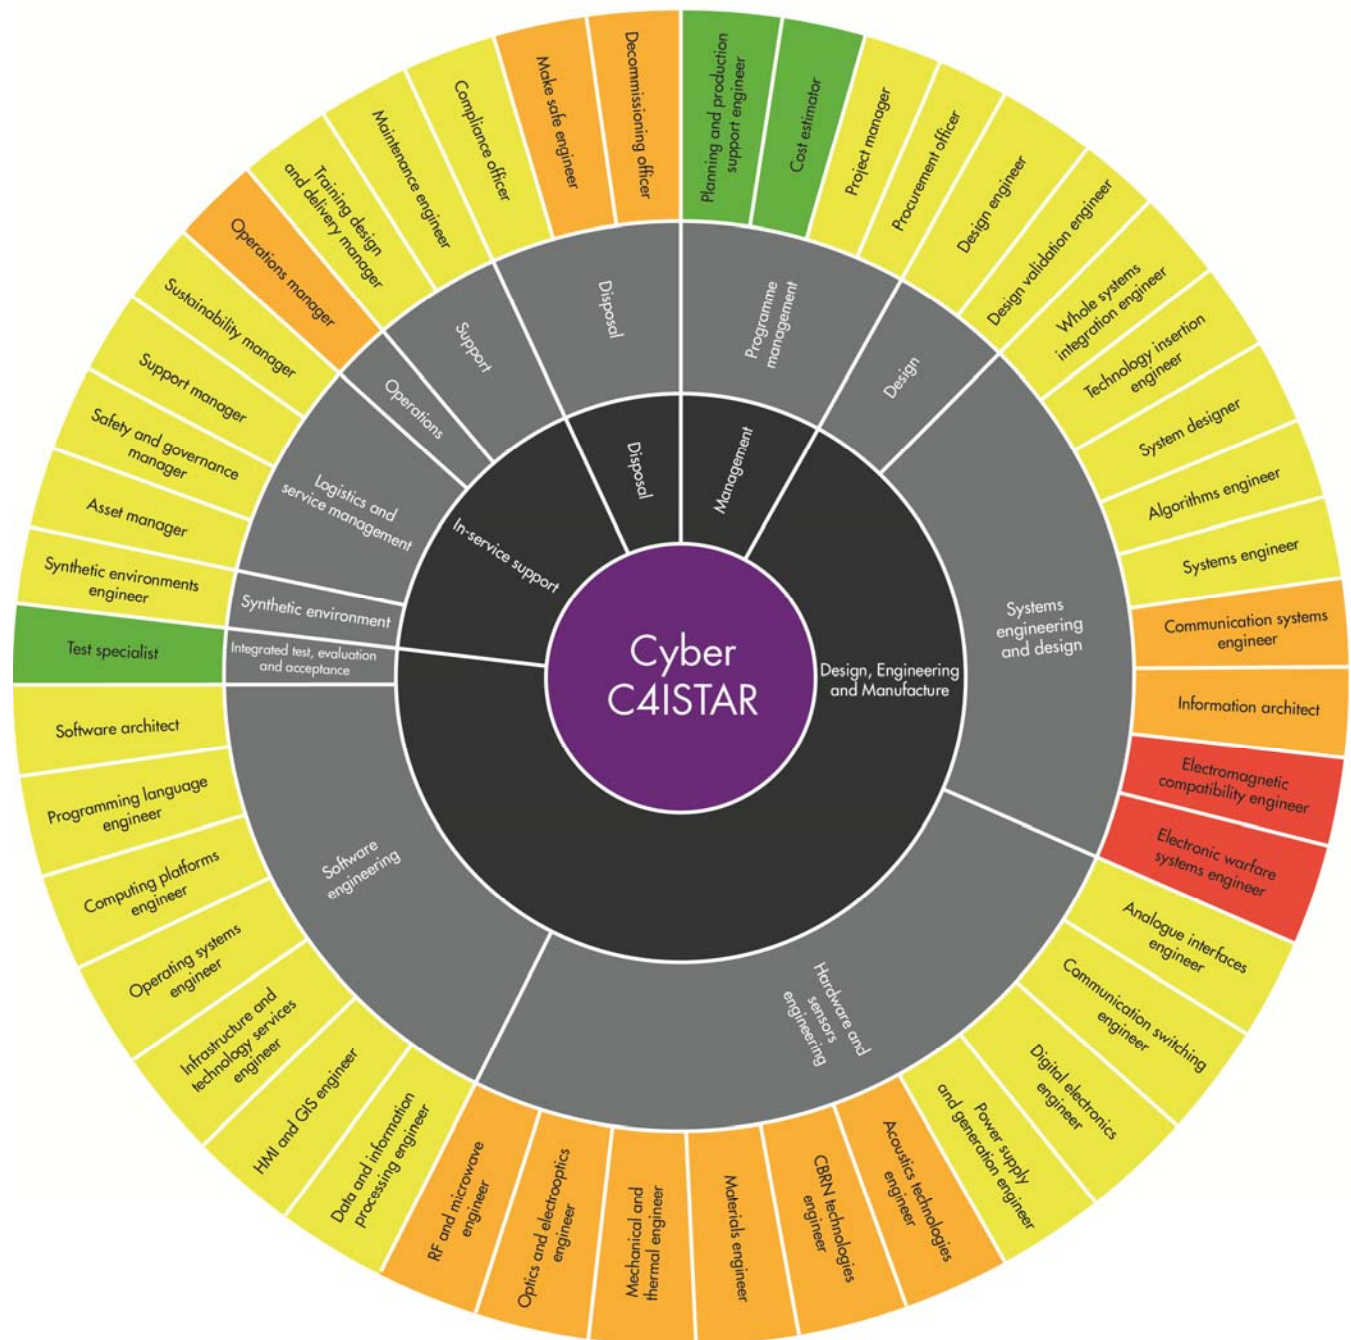 Cyber
C4ISTAR
Management
Design, Engineering
and Manufacture
In-service support
Disposal
Programme
management
Design
Systems
engineering
and design
Hardware and
sensors
engineering
Software
engineering
Integrated test, evaluation
and acceptance
Synthetic environment
Logistics and
service management
Operations
Support
Disposal
Planning and production
support engineer
Cost estimator
Project manager
Procurement officer
Design engineer
Design validation engineer
Whole systems
integration engineer
Technology insertion
engineer
System designer
Algorithms engineer
Systems engineer
Communication systems
engineer
Information architect
Electromagnetic
compatibility engineer
Electronic warfare
systems engineer
Analogue interfaces
engineer
Communication switching
engineer
Digital electronics
engineer
Power supply
and generation engineer
Acoustics technologies
engineer
CBRN technologies
engineer
Materials engineer
Mechanical and
thermal engineer
Optics and electrooptics
engineer
RF and microwave
engineer
Data and information
processing engineer
HMI and GIS engineer
Infrastructure and
technology services
engineer
Operating systems
engineer
Computing platforms
engineer
Programming language
engineer
Software architect
Test specialist
Synthetic environments
engineer
Asset manager
Safety and governance
manager
Support manager
Sustainability manager
Operations manager
Training design
and delivery manager
Maintenance engineer
Compliance officer
Make safe engineer
Decommissioning officer